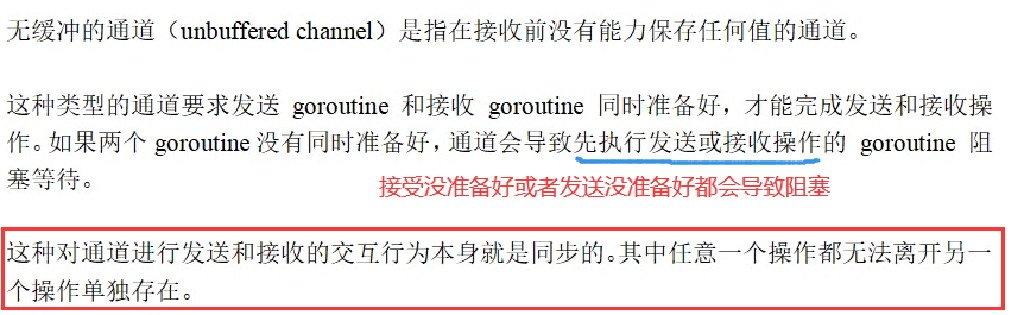 无缓冲的通道（unbuffered channel）是指在接收前没有能力保存任何值的通道。
这种类型的通道要求发送 goroutine 和接收 goroutine 同时准备好，才能完成发送和接收操
作。如果两个 goroutine 没有同时准备好，通道会导致先执行发送或接收操作的 goroutine 阻
塞等待。
接受没准备好或者发送没准备好都会导致阻塞
这种对通道进行发送和接收的交互行为本身就是同步的。其中任意一个操作都无法离开另一
个操作单独存在。